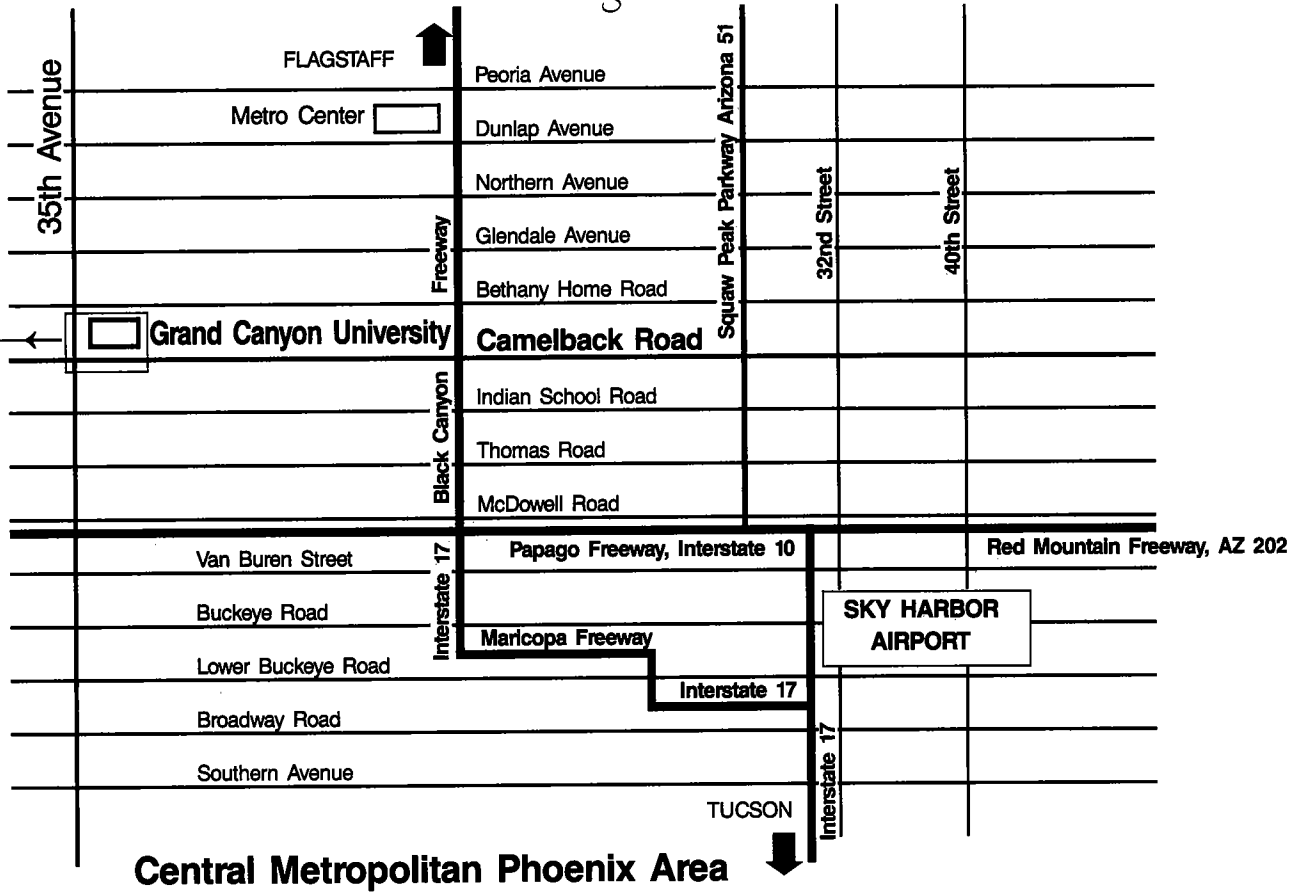 FLAGSTAFF
35th Avenue
Peoria Avenue
Metro Center
Dunlap Avenue
Squaw Peak Parkway Arizona 51
Northern Avenue
32nd Street
40th Street
Glendale Avenue
Freeway
Bethany Home Road
Grand Canyon University
Camelback Road
Black Canyon
Indian School Road
Thomas Road
McDowell Road
Interstate 17
Papago Freeway, Interstate 10
Red Mountain Freeway, AZ 202
Van Buren Street
Buckeye Road
SKY HARBOR
AIRPORT
Maricopa Freeway
Lower Buckeye Road
Interstate 17
Broadway Road
Interstate 17
Southern Avenue
TUCSON
Central Metropolitan Phoenix Area